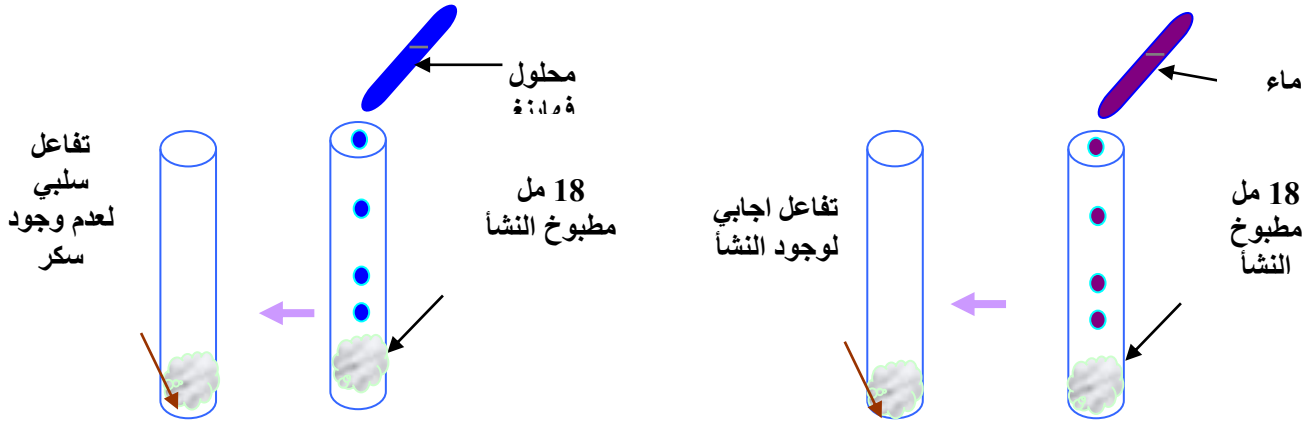 ماء
18 مل
مطبوخ
النشأ
تفاعل اجابي
لوجود النشأ
محلول
18 مل
مطبوخ النشأ
تفاعل
سلبي
لعدم وجود
سكر